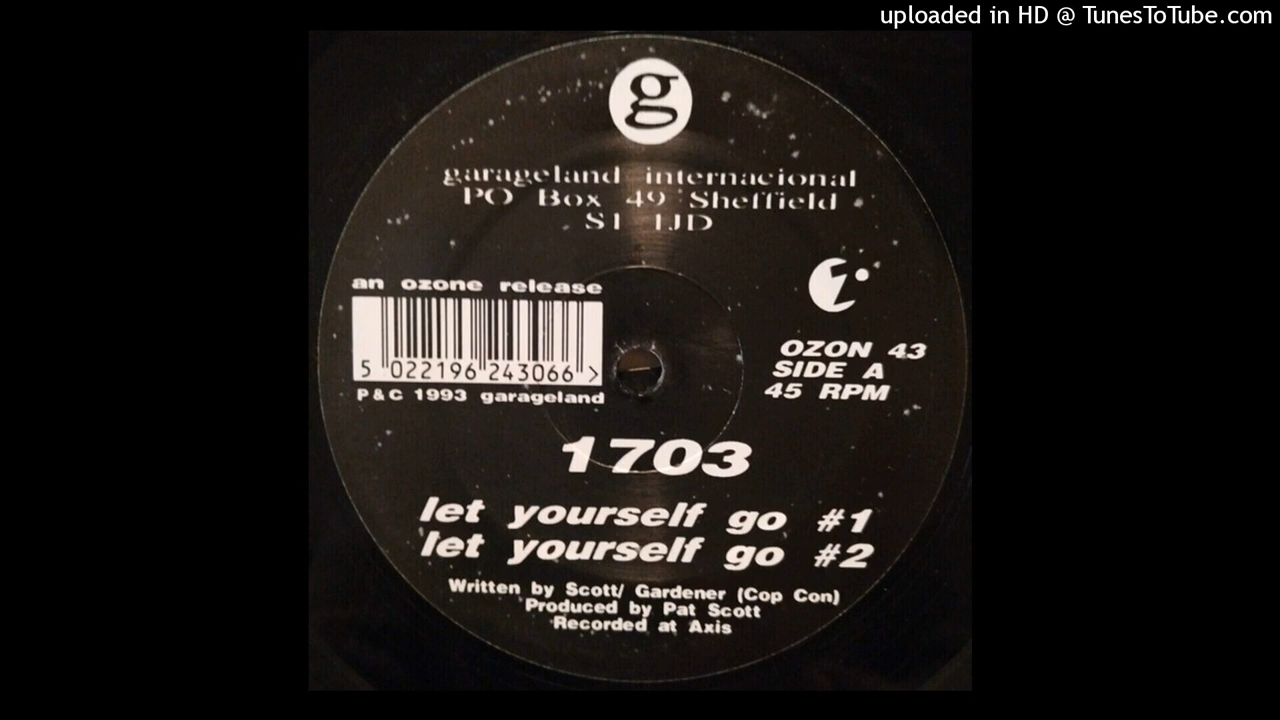 uploaded in HD @ TunesToTube.com
g
garageland internacional
PO Box 49 Sheffield
S1 1JD
an ozone release
5 022196 243066 >
P & C 1993 garageland
z
OZON 43
SIDE A
45 RPM
1703
let yourself go #1
let yourself go #2
Written by Scott/ Gardener (Cop Con)
Produced by Pat Scott
Recorded at Axis